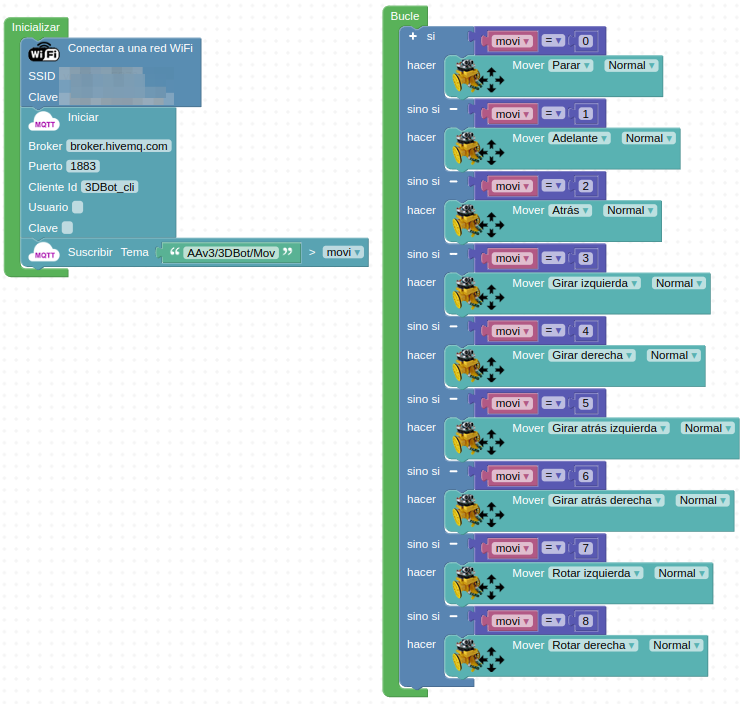 Inicializar
WiFi Conectar a una red WiFi
SSID
Clave
MQTT Iniciar
Broker broker.hivemq.com
Puerto 1883
Cliente Id 3DBot_cli
Usuario
Clave
MQTT Suscribir Tema “ AAv3/3DBot/Mov ” > movi
Bucle
+ si movi = 0
hacer Mover Parar Normal
sino si - movi = 1
hacer Mover Adelante Normal
sino si - movi = 2
hacer Mover Atrás Normal
sino si - movi = 3
hacer Mover Girar izquierda Normal
sino si - movi = 4
hacer Mover Girar derecha Normal
sino si - movi = 5
hacer Mover Girar atrás izquierda Normal
sino si - movi = 6
hacer Mover Girar atrás derecha Normal
sino si - movi = 7
hacer Mover Rotar izquierda Normal
sino si - movi = 8
hacer Mover Rotar derecha Normal